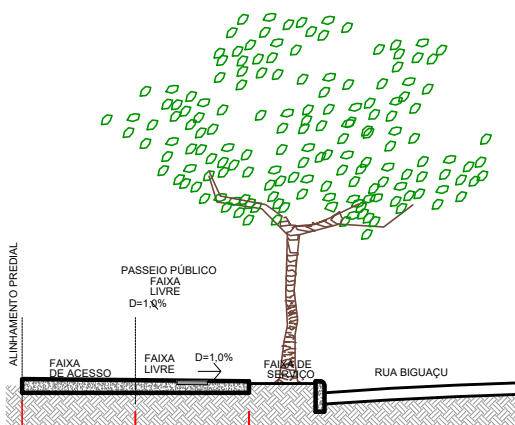 ALINHAMENTO PREDIAL
PASSEIO PÚBLICO
FAIXA
LIVRE
D=1,0%
FAIXA
DE ACESSO
FAIXA
LIVRE
D=1,0%
FAIXA DE
SERVIÇO
RUA BIGUAÇU